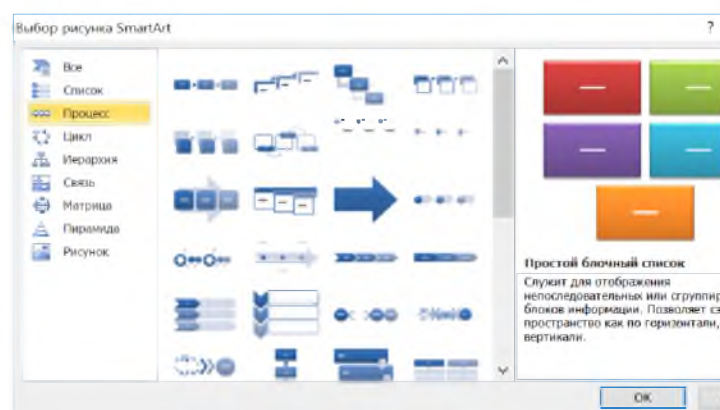 Выбор рисунка SmartArt
?
Все
Список
Процесс
Цикл
Иерархия
Связь
Матрица
Пирамида
Рисунок
Простой блочный список
Служит для отображения
непоследовательных или сгруппир
блоков информации. Позволяет
пространство как по горизонтали,
вертикали.
OK